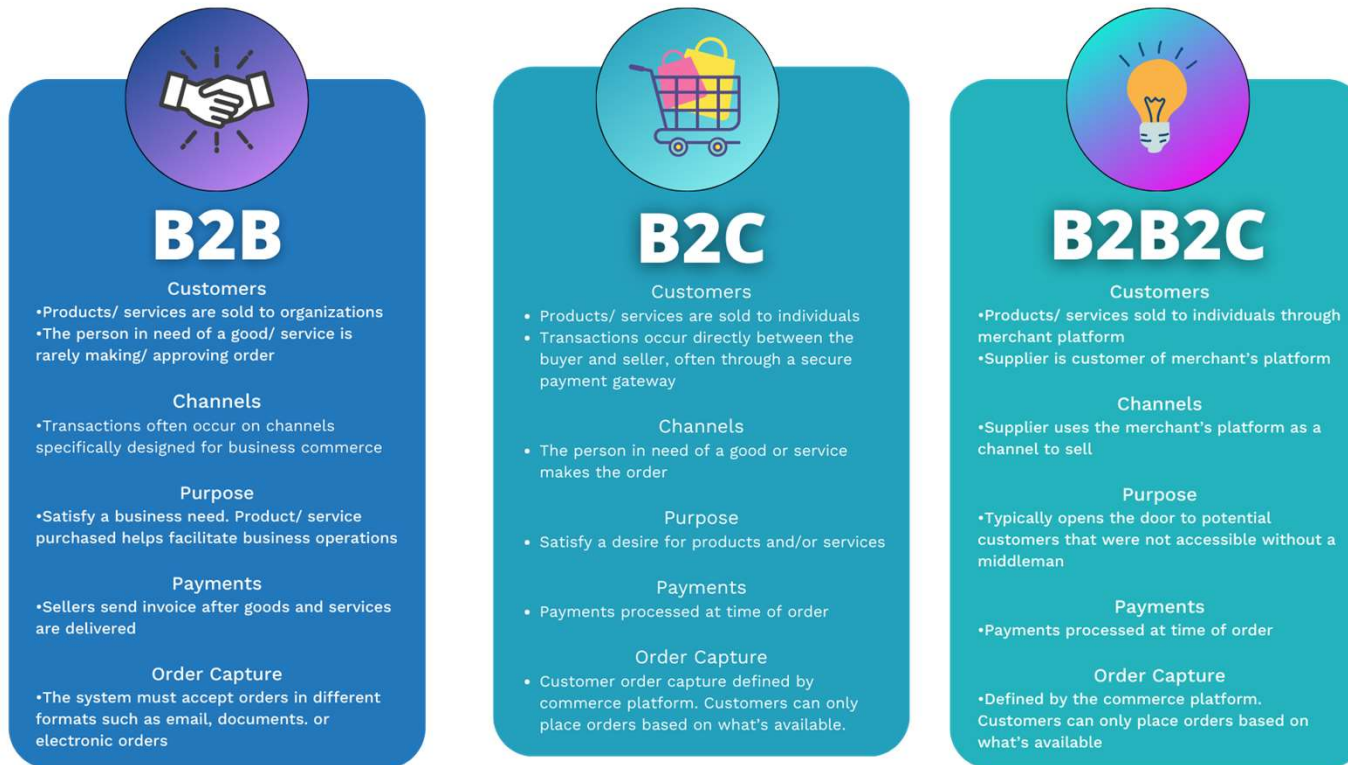 B2B
Customers
•Products/ services are sold to organizations
•The person in need of a good/ service is
rarely making/ approving order
Channels
•Transactions often occur on channels
specifically designed for business commerce
Purpose
•Satisfy a business need. Product/ service
purchased helps facilitate business operations
Payments
•Sellers send invoice after goods and services
are delivered
Order Capture
•The system must accept orders in different
formats such as email, documents. or
electronic orders
B2C
Customers
• Products/ services are sold to individuals
• Transactions occur directly between the
buyer and seller, often through a secure
payment gateway
Channels
• The person in need of a good or service
makes the order
Purpose
• Satisfy a desire for products and/or services
Payments
• Payments processed at time of order
Order Capture
• Customer order capture defined by
commerce platform. Customers can only
place orders based on what’s available.
B2B2C
Customers
•Products/ services sold to individuals through
merchant platform
•Supplier is customer of merchant’s platform
Channels
•Supplier uses the merchant’s platform as a
channel to sell
Purpose
•Typically opens the door to potential
customers that were not accessible without a
middleman
Payments
•Payments processed at time of order
Order Capture
•Defined by the commerce platform.
Customers can only place orders based on
what’s available